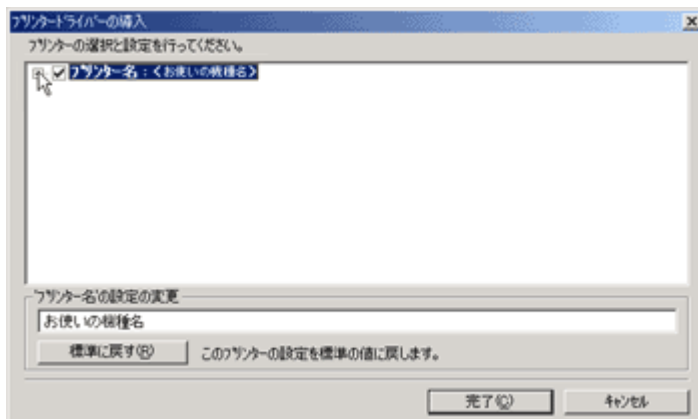 プリンタードライバーの導入
プリンターの選択と設定を行ってください。
プリンター名:<お使いの機種名>
'プリンター名'の設定の変更
お使いの機種名
標準に戻す(R)
このプリンターの設定を標準の値に戻します。
完了(C)
キャンセル